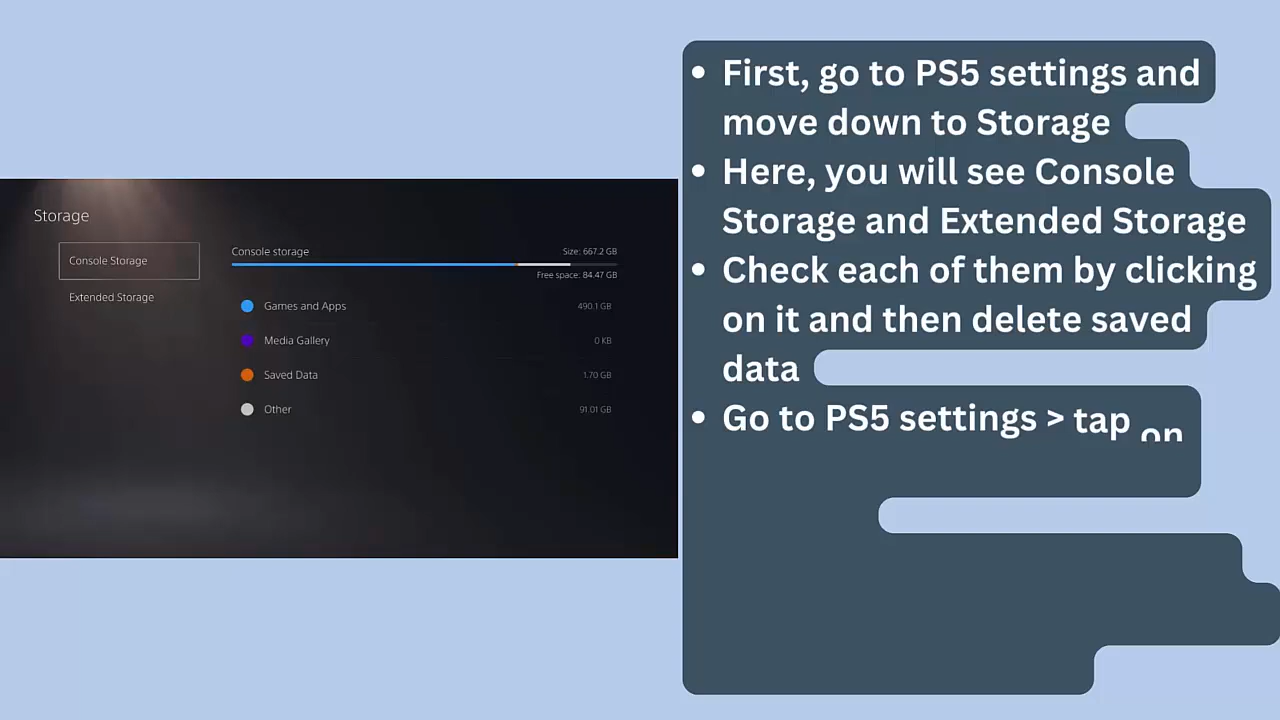 Storage
Console Storage
Extended Storage
Console storage
Size: 667.2 GB
Free space: 84.47 GB
Games and Apps
490.1 GB
Media Gallery
0 KB
Saved Data
1.70 GB
Other
91.01 GB
• First, go to PS5 settings and
move down to Storage
• Here, you will see Console
Storage and Extended Storage
• Check each of them by clicking
on it and then delete saved
data
• Go to PS5 settings > tap on